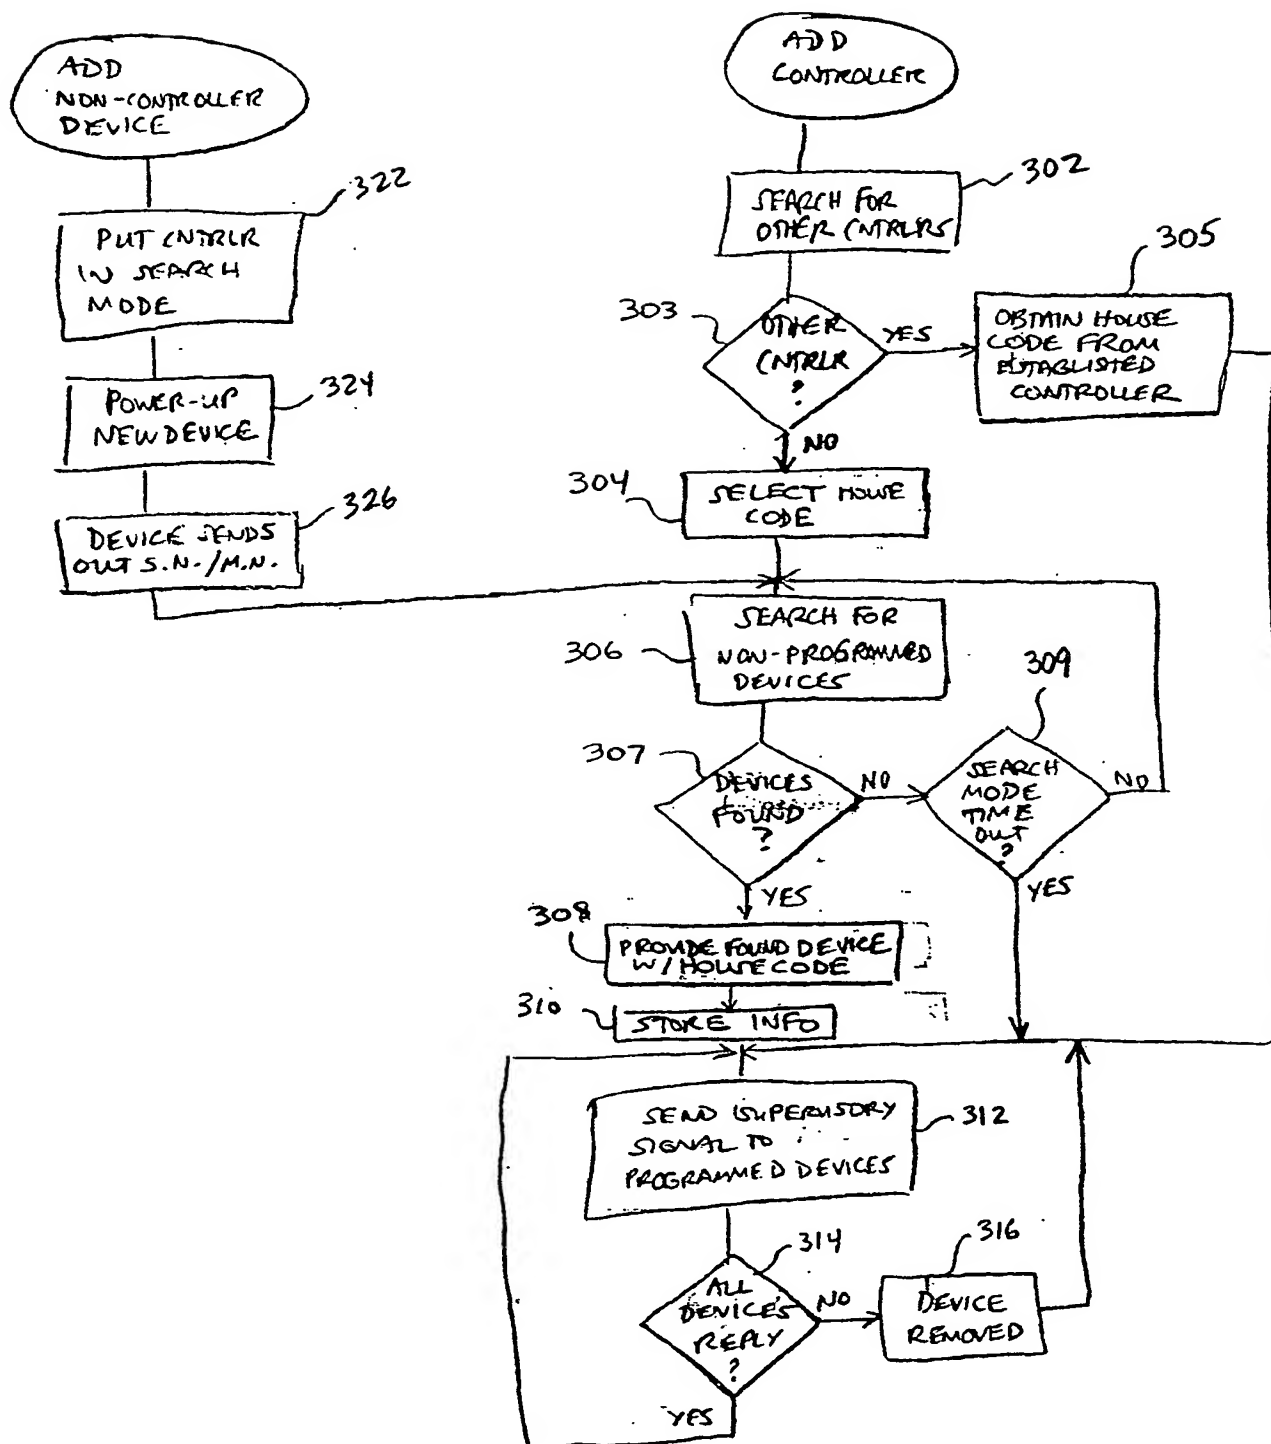 ADD
NON-CONTROLLER
DEVICE
322
PUT CNTRLR
IN SEARCH
MODE
324
POWER-UP
NEW DEVICE
326
DEVICE SENDS
OUT S.N./M.N.
ADD
CONTROLLER
302
SEARCH FOR
OTHER CNTRLRS
303
OTHER
CNTRLR
?
YES
305
OBTAIN HOUSE
CODE FROM
ESTABLISTED
CONTROLLER
NO
304
SELECT HOUSE
CODE
306
SEARCH FOR
NON-PROGRAMMED
DEVICES
307
DEVICES
FOUND
?
NO
309
SEARCH
MODE
TIME
OUT
?
NO
YES
YES
308
PROVIDE FOUND DEVICE
W/HOUSE CODE
310
STORE INFO
312
SEND SUPERVISORY
SIGNAL TO
PROGRAMMED DEVICES
314
ALL
DEVICES
REPLY
?
NO
316
DEVICE
REMOVED
YES